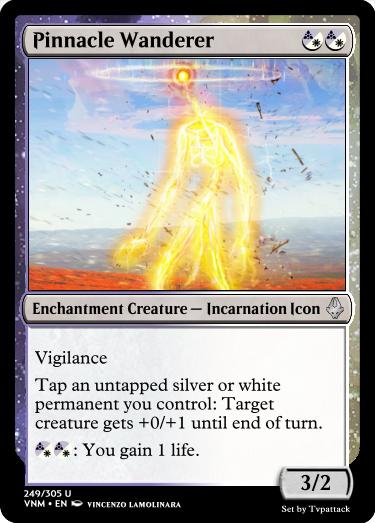 Pinnacle Wanderer
Enchantment Creature — Incarnation Icon
Vigilance
Tap an untapped silver or white
permanent you control: Target
creature gets +0/+1 until end of turn.
: You gain 1 life.
3/2
249/305 U
VNM • EN VINCENZO LAMOLINARA
Set by Tvpattack